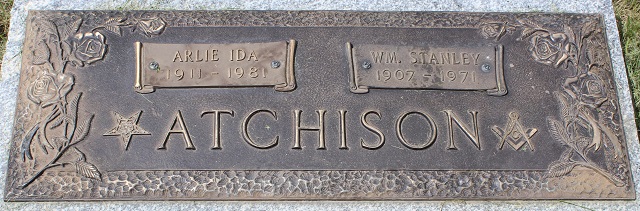 ARLIE IDA
1911 - 1981
WM. STANLEY
1907 - 1971
ATCHISON